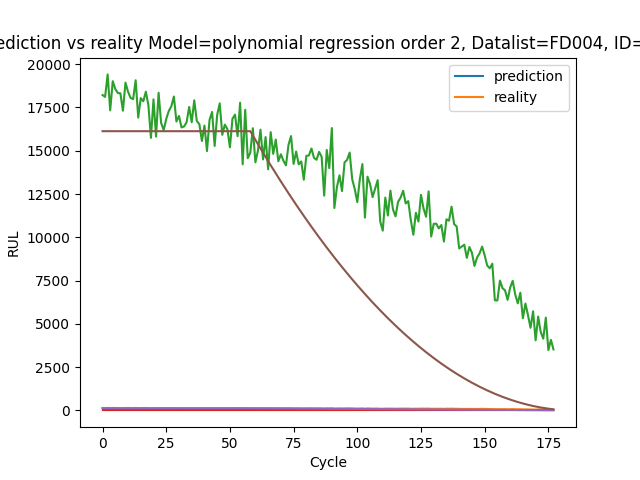 ediction vs reality Model=polynomial regression order 2, Datalist=FD004, ID=
20000
17500
15000
12500
10000
7500
5000
2500
0
RUL
prediction
reality
0 25 50 75 100 125 150 175
Cycle